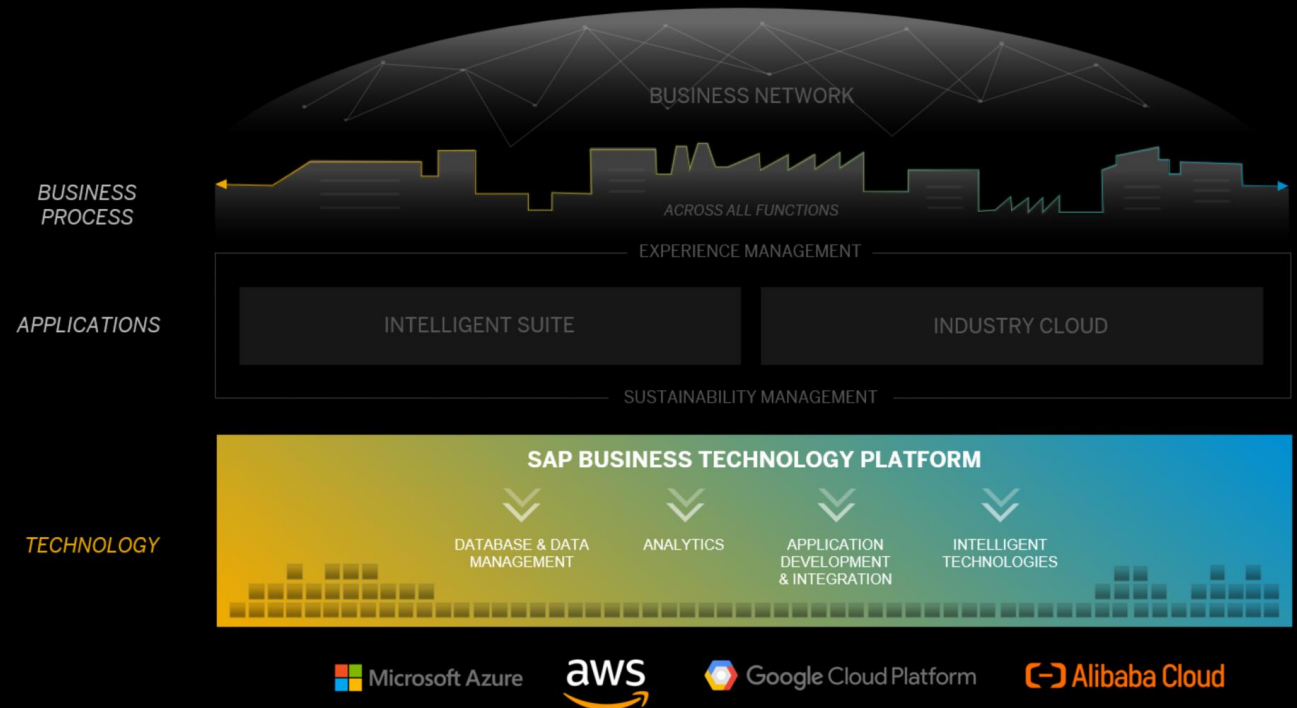 BUSINESS NETWORK
BUSINESS
PROCESS
ACROSS ALL FUNCTIONS
EXPERIENCE MANAGEMENT
APPLICATIONS
INTELLIGENT SUITE
INDUSTRY CLOUD
SUSTAINABILITY MANAGEMENT
SAP BUSINESS TECHNOLOGY PLATFORM
TECHNOLOGY
DATABASE & DATA
MANAGEMENT
ANALYTICS
APPLICATION
DEVELOPMENT
& INTEGRATION
INTELLIGENT
TECHNOLOGIES
Microsoft Azure
aws
Google Cloud Platform
Alibaba Cloud